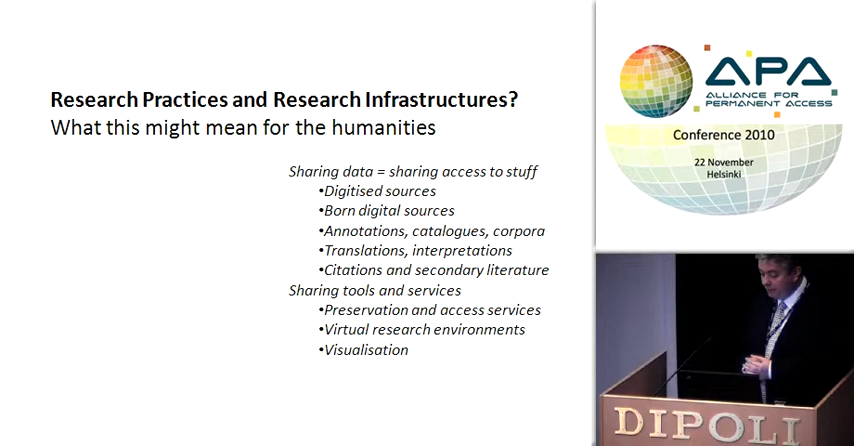 Research Practices and Research Infrastructures?
What this might mean for the humanities
Sharing data = sharing access to stuff
•Digitised sources
•Born digital sources
•Annotations, catalogues, corpora
•Translations, interpretations
•Citations and secondary literature
Sharing tools and services
•Preservation and access services
•Virtual research environments
•Visualisation
APA
ALLIANCE FOR
PERMANENT ACCESS
Conference 2010
22 November
Helsinki
DIPOLI